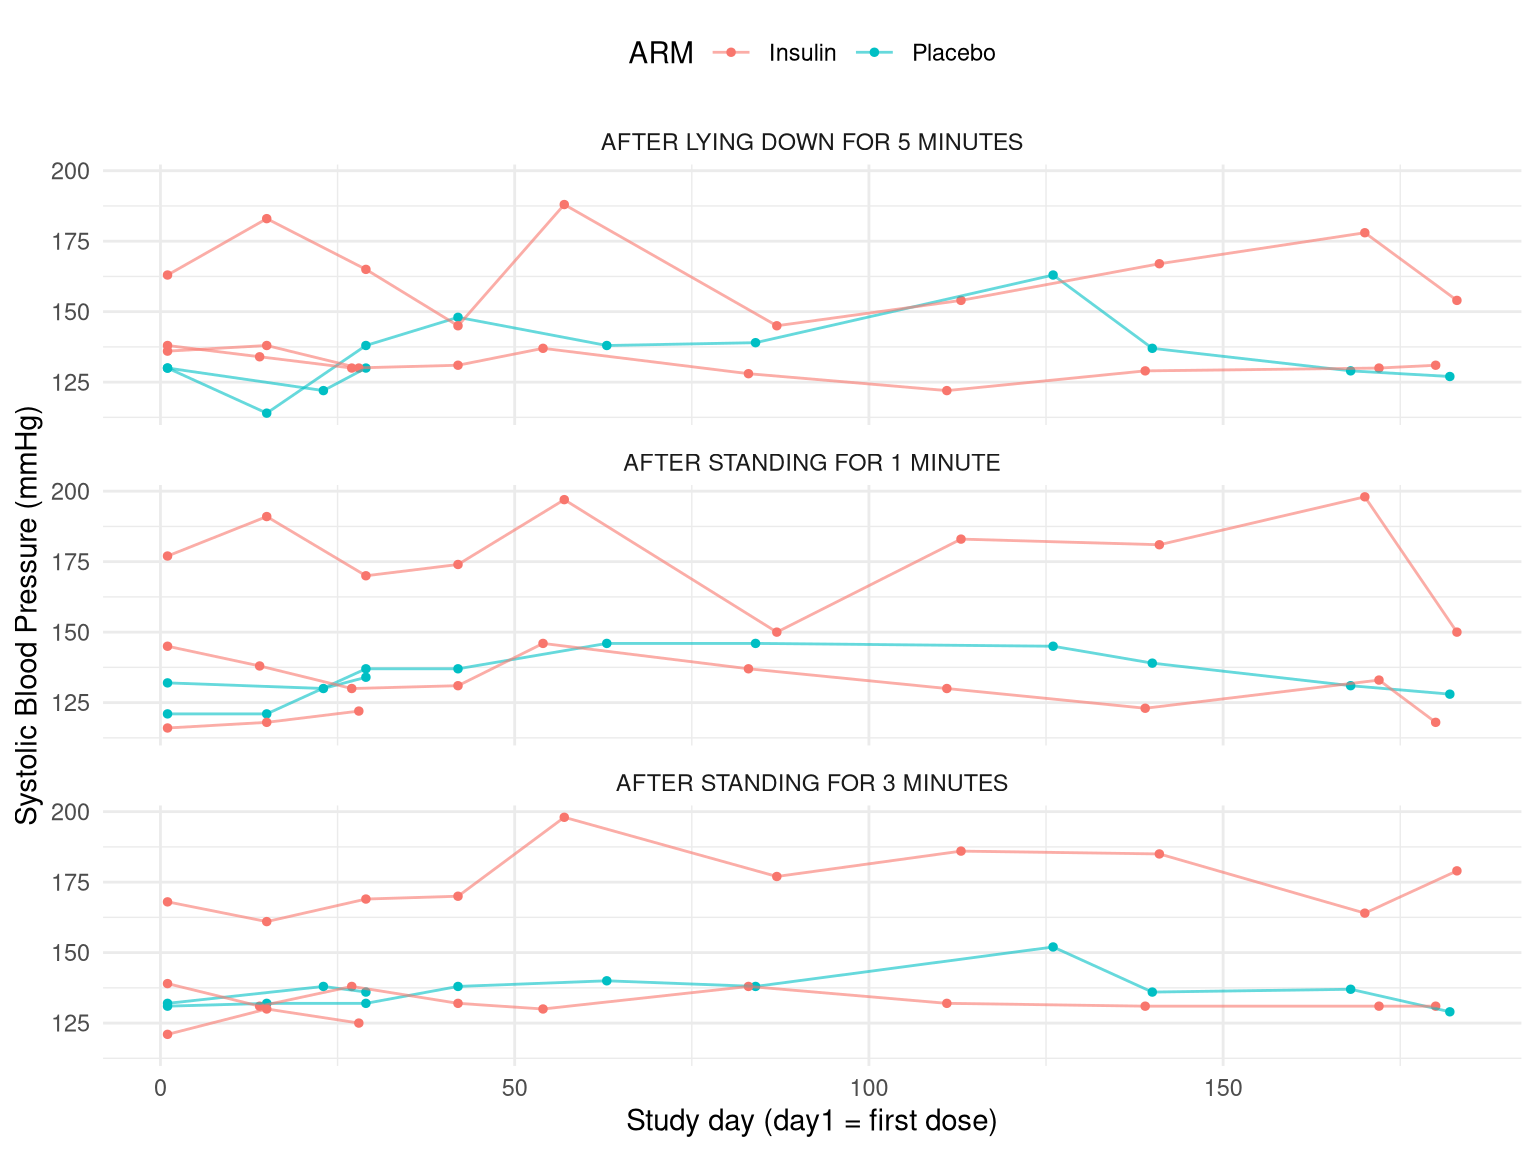 ARM Insulin Placebo
AFTER LYING DOWN FOR 5 MINUTES
200
175
150
125
AFTER STANDING FOR 1 MINUTE
200
175
150
125
AFTER STANDING FOR 3 MINUTES
200
175
150
125
Systolic Blood Pressure (mmHg)
0 50 100 150
Study day (day1 = first dose)